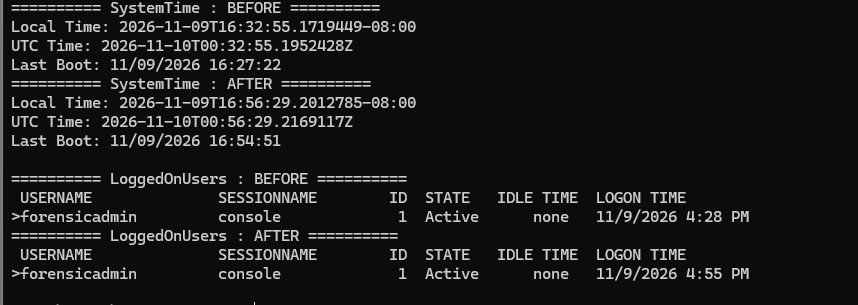 ========== SystemTime : BEFORE ==========
Local Time: 2026-11-09T16:32:55.1719449-08:00
UTC Time: 2026-11-10T00:32:55.1952428Z
Last Boot: 11/09/2026 16:27:22
========== SystemTime : AFTER ==========
Local Time: 2026-11-09T16:56:29.2012785-08:00
UTC Time: 2026-11-10T00:56:29.2169117Z
Last Boot: 11/09/2026 16:54:51

========== LoggedOnUsers : BEFORE ==========
 USERNAME              SESSIONNAME        ID  STATE   IDLE TIME  LOGON TIME
>forensicadmin         console             1  Active      none   11/9/2026 4:28 PM
========== LoggedOnUsers : AFTER ==========
 USERNAME              SESSIONNAME        ID  STATE   IDLE TIME  LOGON TIME
>forensicadmin         console             1  Active      none   11/9/2026 4:55 PM